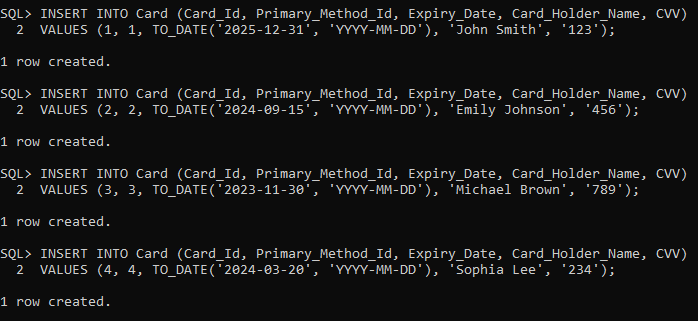 SQL> INSERT INTO Card (Card_Id, Primary_Method_Id, Expiry_Date, Card_Holder_Name, CVV)
  2  VALUES (1, 1, TO_DATE('2025-12-31', 'YYYY-MM-DD'), 'John Smith', '123');

1 row created.

SQL> INSERT INTO Card (Card_Id, Primary_Method_Id, Expiry_Date, Card_Holder_Name, CVV)
  2  VALUES (2, 2, TO_DATE('2024-09-15', 'YYYY-MM-DD'), 'Emily Johnson', '456');

1 row created.

SQL> INSERT INTO Card (Card_Id, Primary_Method_Id, Expiry_Date, Card_Holder_Name, CVV)
  2  VALUES (3, 3, TO_DATE('2023-11-30', 'YYYY-MM-DD'), 'Michael Brown', '789');

1 row created.

SQL> INSERT INTO Card (Card_Id, Primary_Method_Id, Expiry_Date, Card_Holder_Name, CVV)
  2  VALUES (4, 4, TO_DATE('2024-03-20', 'YYYY-MM-DD'), 'Sophia Lee', '234');

1 row created.